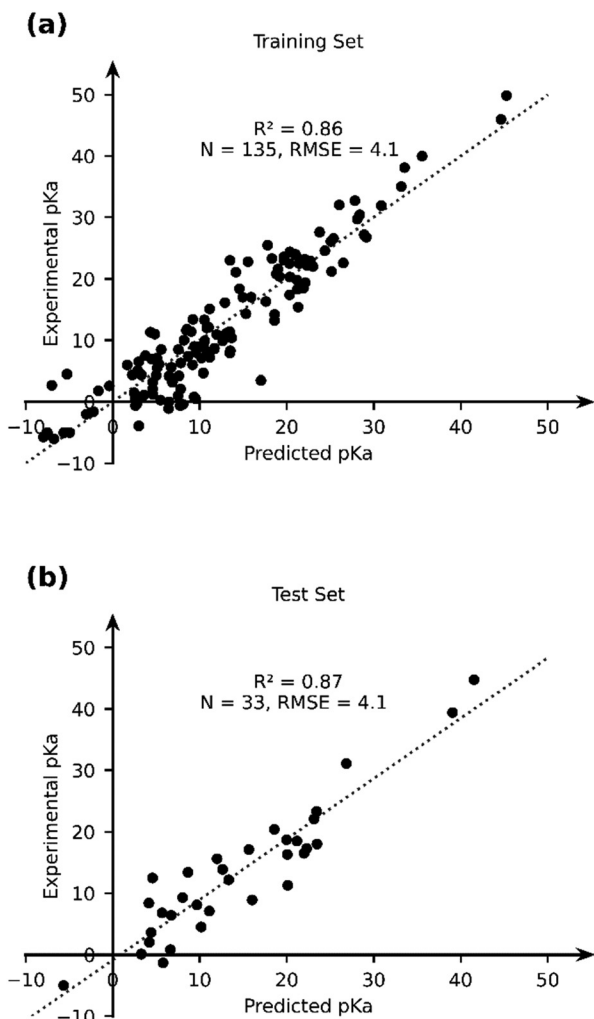 (a)
Training Set
50
R² = 0.86
N = 135, RMSE = 4.1
40
30
Experimental pKa
20
10
0
−10 0 10 20 30 40 50
Predicted pKa
−10
(b)
Test Set
50
R² = 0.87
N = 33, RMSE = 4.1
40
30
Experimental pKa
20
10
0
−10 0 10 20 30 40 50
Predicted pKa
−10